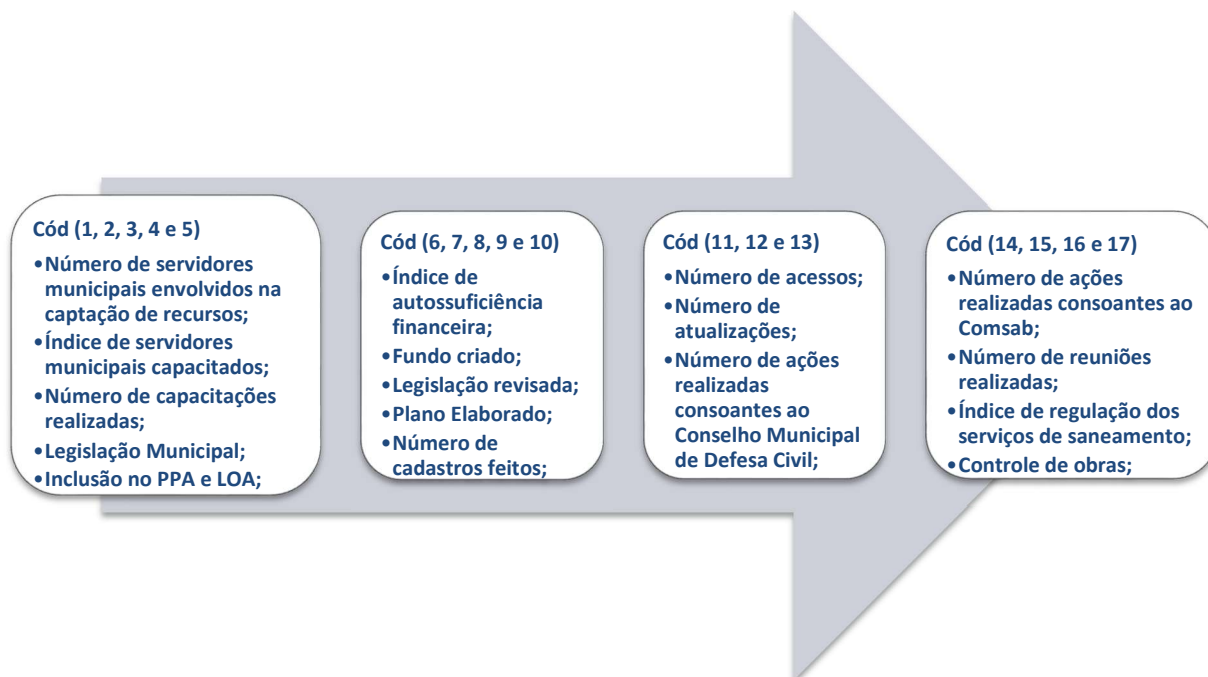 Cód (1, 2, 3, 4 e 5)
•Número de servidores
municipais envolvidos na
captação de recursos;
•Índice de servidores
municipais capacitados;
•Número de capacitações
realizadas;
•Legislação Municipal;
•Inclusão no PPA e LOA;
Cód (6, 7, 8, 9 e 10)
•Índice de
autossuficiência
financeira;
•Fundo criado;
•Legislação revisada;
•Plano Elaborado;
•Número de
cadastros feitos;
Cód (11, 12 e 13)
•Número de acessos;
•Número de
atualizações;
•Número de ações
realizadas
consoantes ao
Conselho Municipal
de Defesa Civil;
Cód (14, 15, 16 e 17)
•Número de ações
realizadas consoantes ao
Comsab;
•Número de reuniões
realizadas;
•Índice de regulação dos
serviços de saneamento;
•Controle de obras;